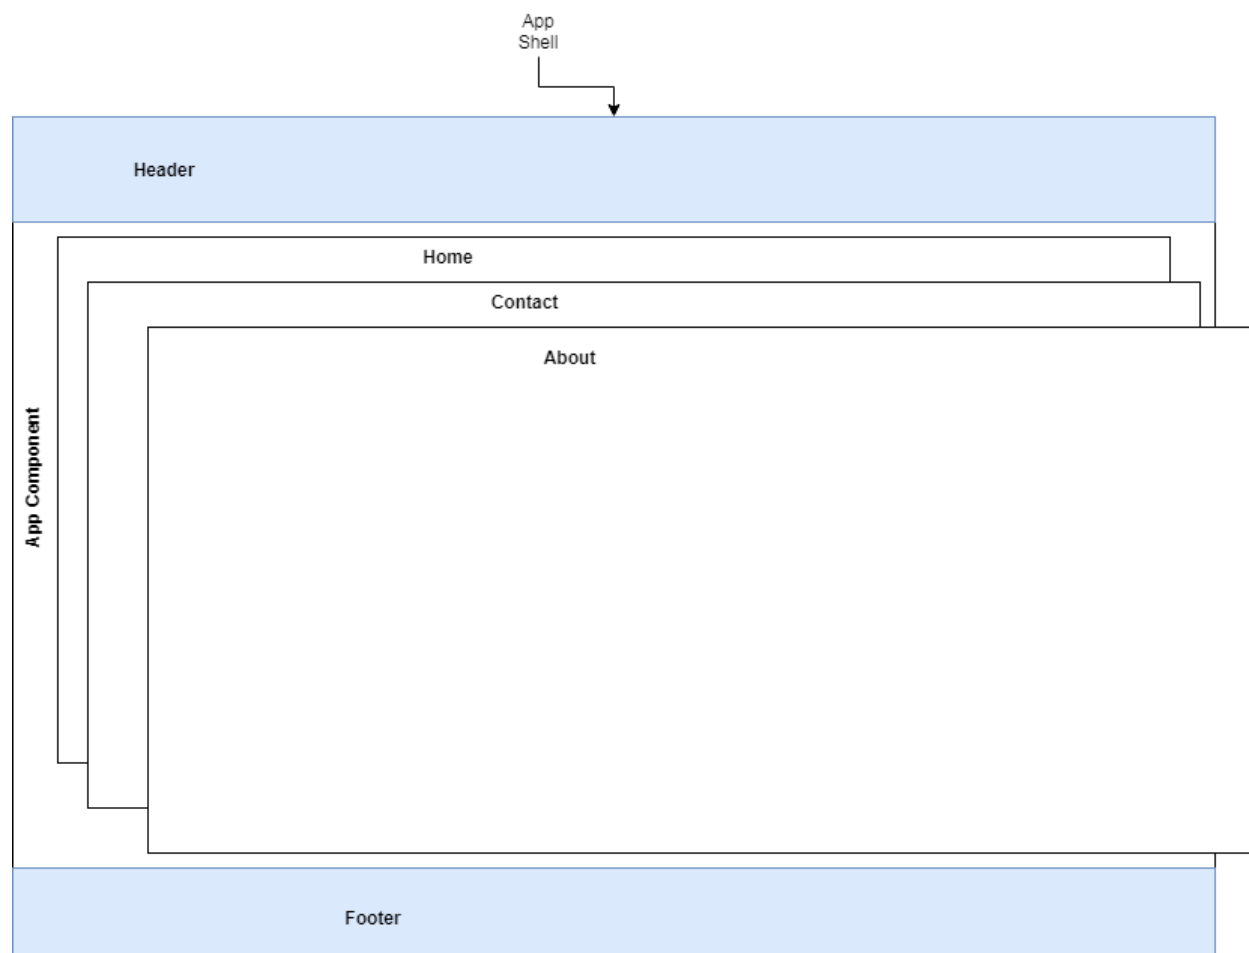 App
Shell
Header
Home
Contact
About
App Component
Footer